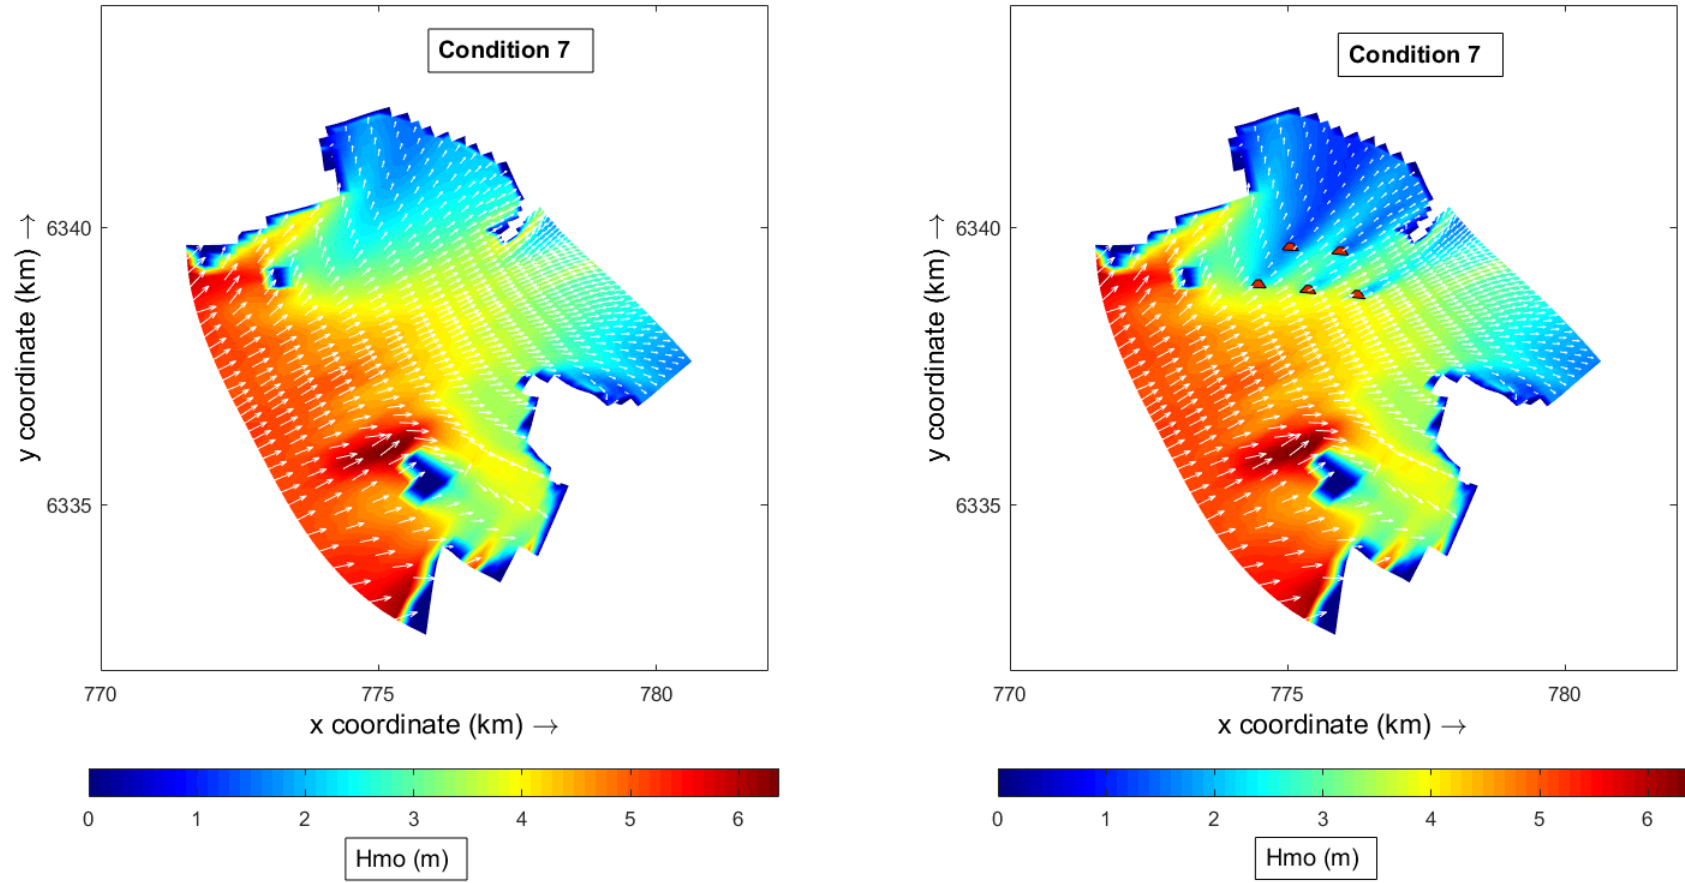 Condition 7
6340
6335
y coordinate (km) →
770
775
780
x coordinate (km) →
0 1 2 3 4 5 6
Hmo (m)
Condition 7
6340
6335
y coordinate (km) →
770
775
780
x coordinate (km) →
0 1 2 3 4 5 6
Hmo (m)